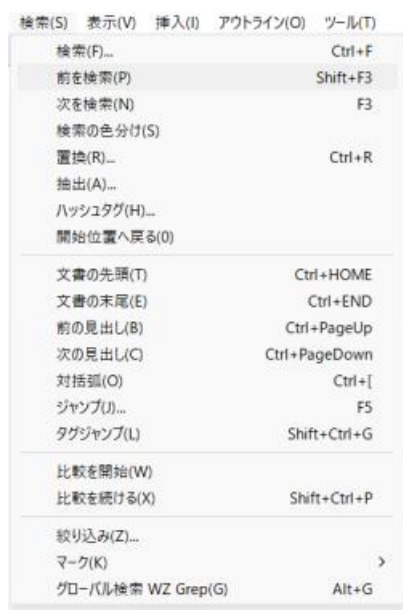 検索(S) 表示(V) 挿入(I) アウトライン(O) ツール(T)
検索(F)... Ctrl+F
前を検索(P) Shift+F3
次を検索(N) F3
検索の色分け(S)
置換(R)... Ctrl+R
抽出(A)...
ハッシュタグ(H)...
開始位置へ戻る(0)
文書の先頭(T) Ctrl+HOME
文書の末尾(E) Ctrl+END
前の見出し(B) Ctrl+PageUp
次の見出し(C) Ctrl+PageDown
対括弧(O) Ctrl+[
ジャンプ(J)... F5
タグジャンプ(L) Shift+Ctrl+G
比較を開始(W)
比較を続ける(X) Shift+Ctrl+P
絞り込み(Z)...
マーク(K) >
グローバル検索 WZ Grep(G) Alt+G